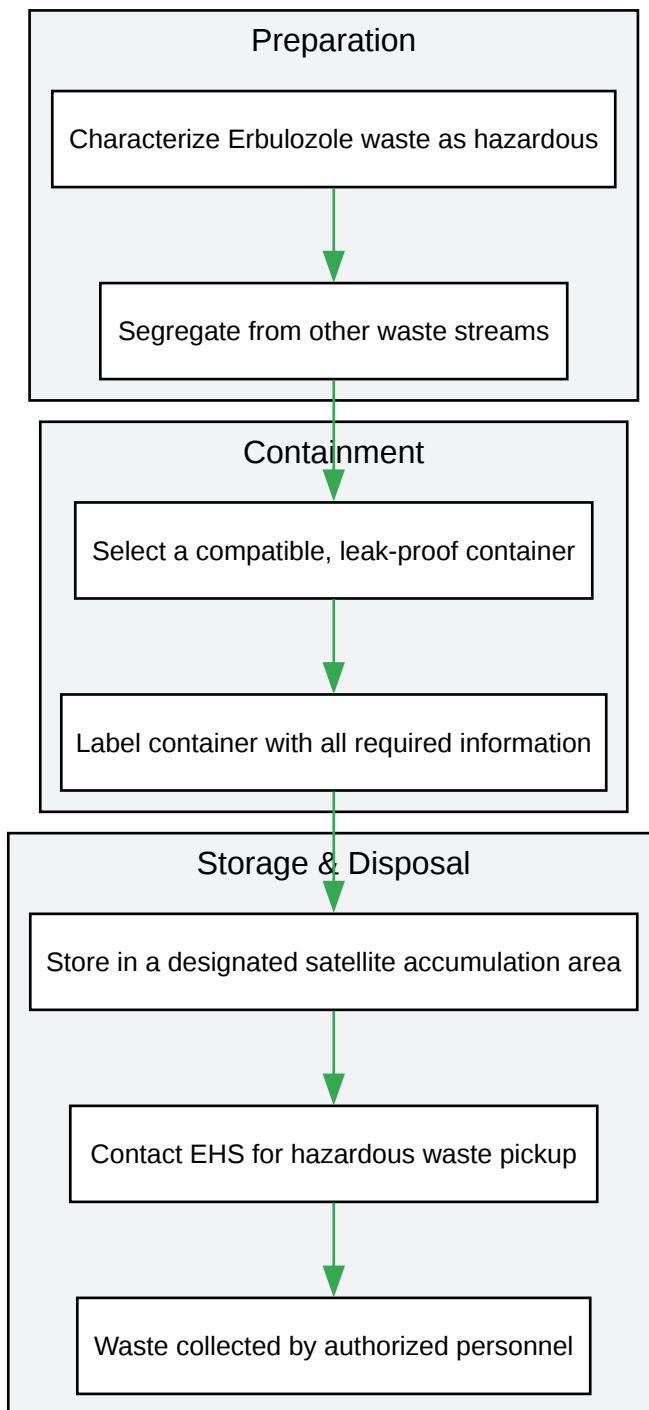 Preparation
Characterize Erbulozole waste as hazardous
Segregate from other waste streams
Containment
Select a compatible, leak-proof container
Label container with all required information
Storage & Disposal
Store in a designated satellite accumulation area
Contact EHS for hazardous waste pickup
Waste collected by authorized personnel